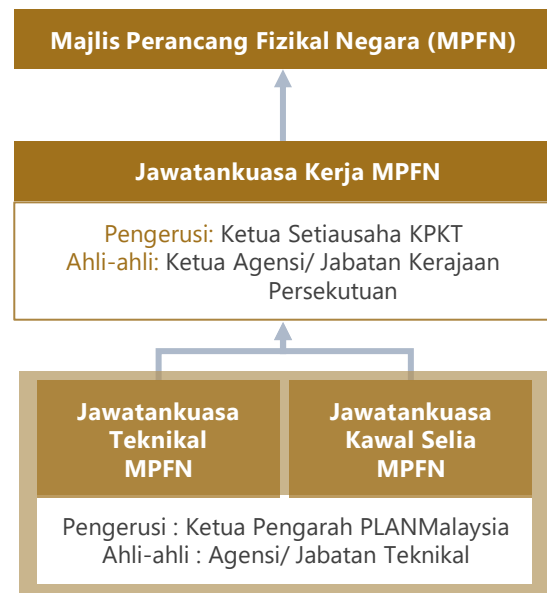 Majlis Perancang Fizikal Negara (MPFN)
Jawatankuasa Kerja MPFN
Pengerusi: Ketua Setiausaha KPKT
Ahli-ahli: Ketua Agensi/ Jabatan Kerajaan
Persekutuan
Jawatankuasa
Teknikal
MPFN
Jawatankuasa
Kawal Selia
MPFN
Pengerusi : Ketua Pengarah PLANMalaysia
Ahli-ahli : Agensi/ Jabatan Teknikal